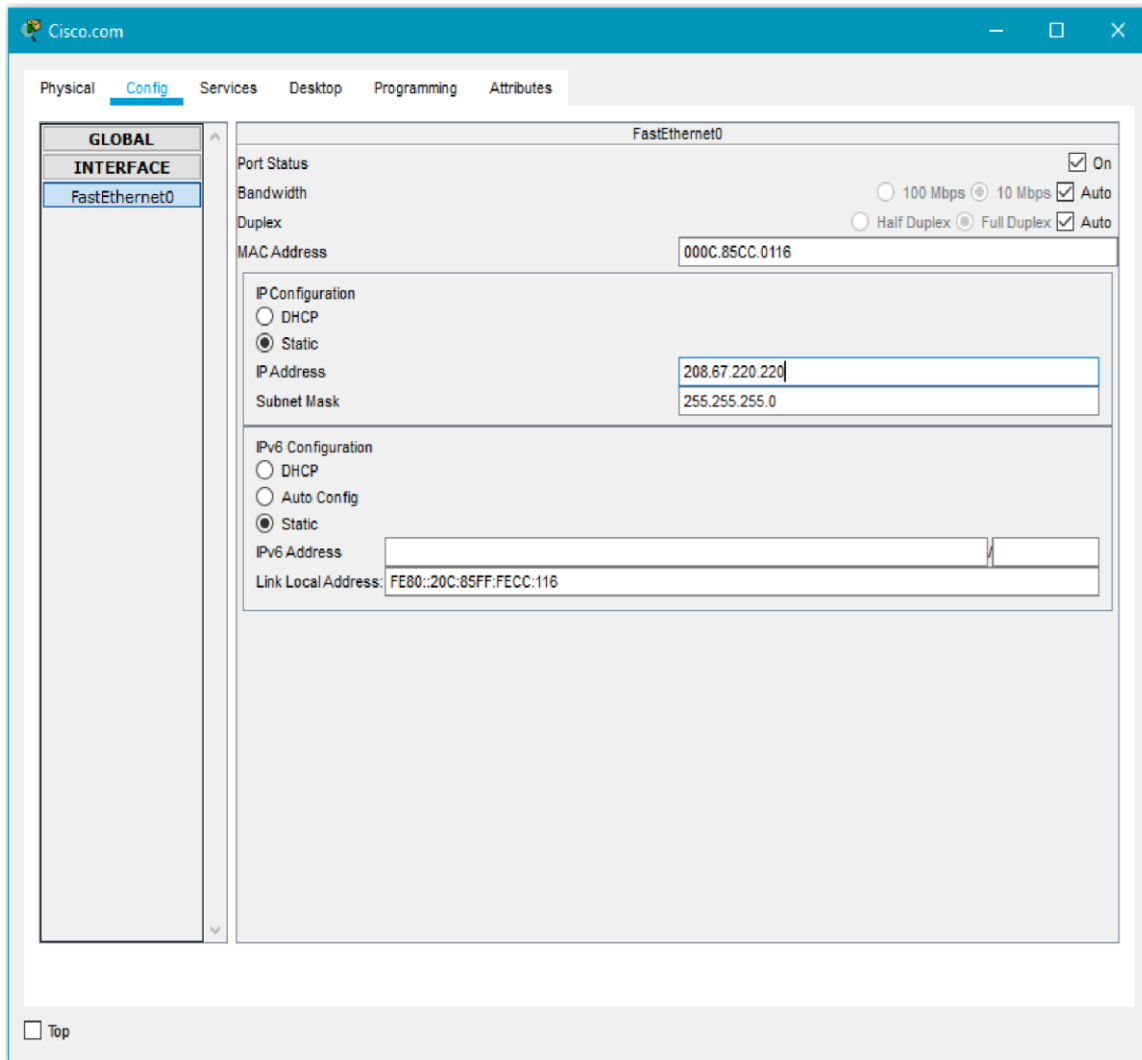 Cisco.com
Physical Config Services Desktop Programming Attributes
GLOBAL
INTERFACE
FastEthernet0
FastEthernet0
Port Status On
Bandwidth 100 Mbps 10 Mbps Auto
Duplex Half Duplex Full Duplex Auto
MAC Address 000C.85CC.0116
IP Configuration
DHCP
Static
IP Address 208.67.220.220
Subnet Mask 255.255.255.0
IPv6 Configuration
DHCP
Auto Config
Static
IPv6 Address /
Link Local Address: FE80::20C:85FF:FECC:116
Top